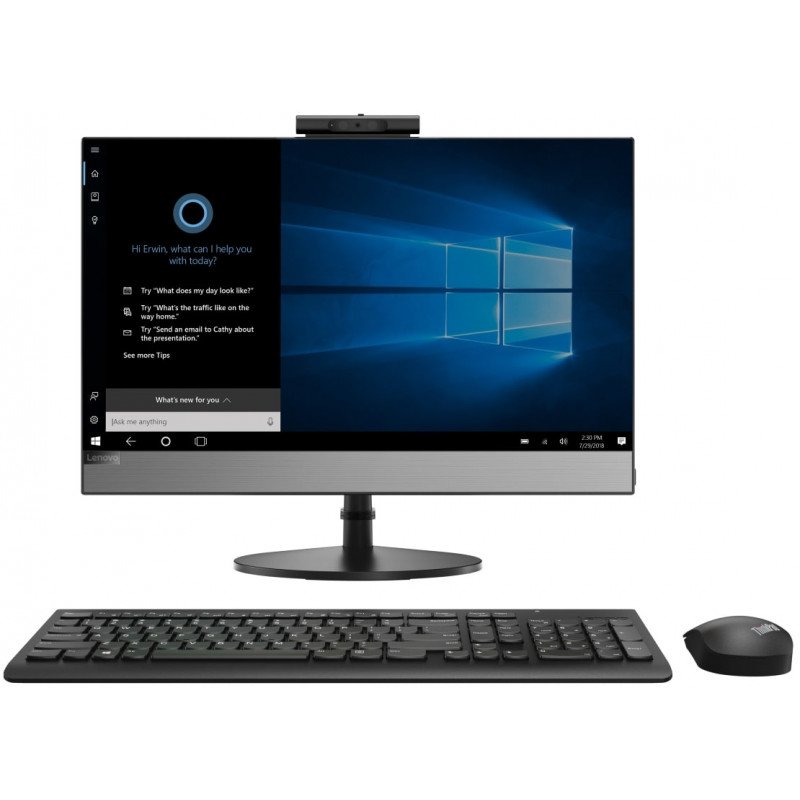 Hi Erwin, what can I help you
with today?
Try "What does my day look like?"
Try "What's the traffic like on the
way home."
Try "Send an email to Cathy about
the presentation."
See more Tips
What's new for you
Ask me anything
2:30 PM
7/29/2018
Lenovo
ThinkPad